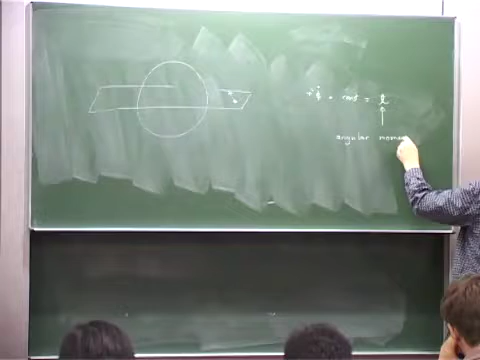 r²φ̇ = const = ℓ
angular mome